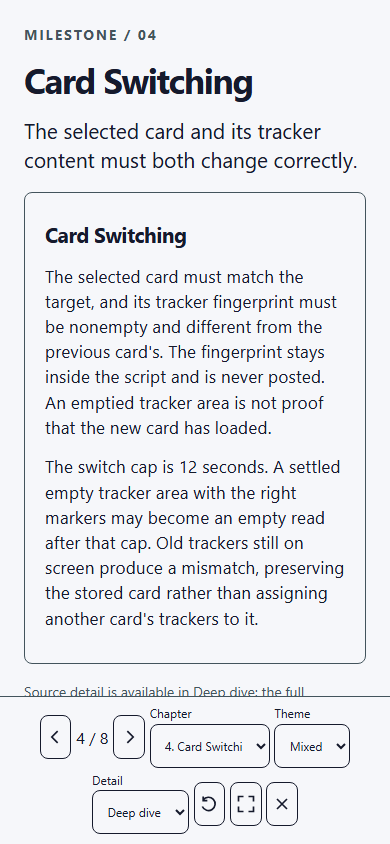 MILESTONE / 04
Card Switching
The selected card and its tracker
content must both change correctly.
Card Switching
The selected card must match the
target, and its tracker fingerprint must
be nonempty and different from the
previous card's. The fingerprint stays
inside the script and is never posted.
An emptied tracker area is not proof
that the new card has loaded.
The switch cap is 12 seconds. A settled
empty tracker area with the right
markers may become an empty read
after that cap. Old trackers still on
screen produce a mismatch, preserving
the stored card rather than assigning
another card's trackers to it.
Source detail is available in Deep dive: the full
Chapter
Theme
4 / 8
4. Card Switchi
Mixed
Detail
Deep dive